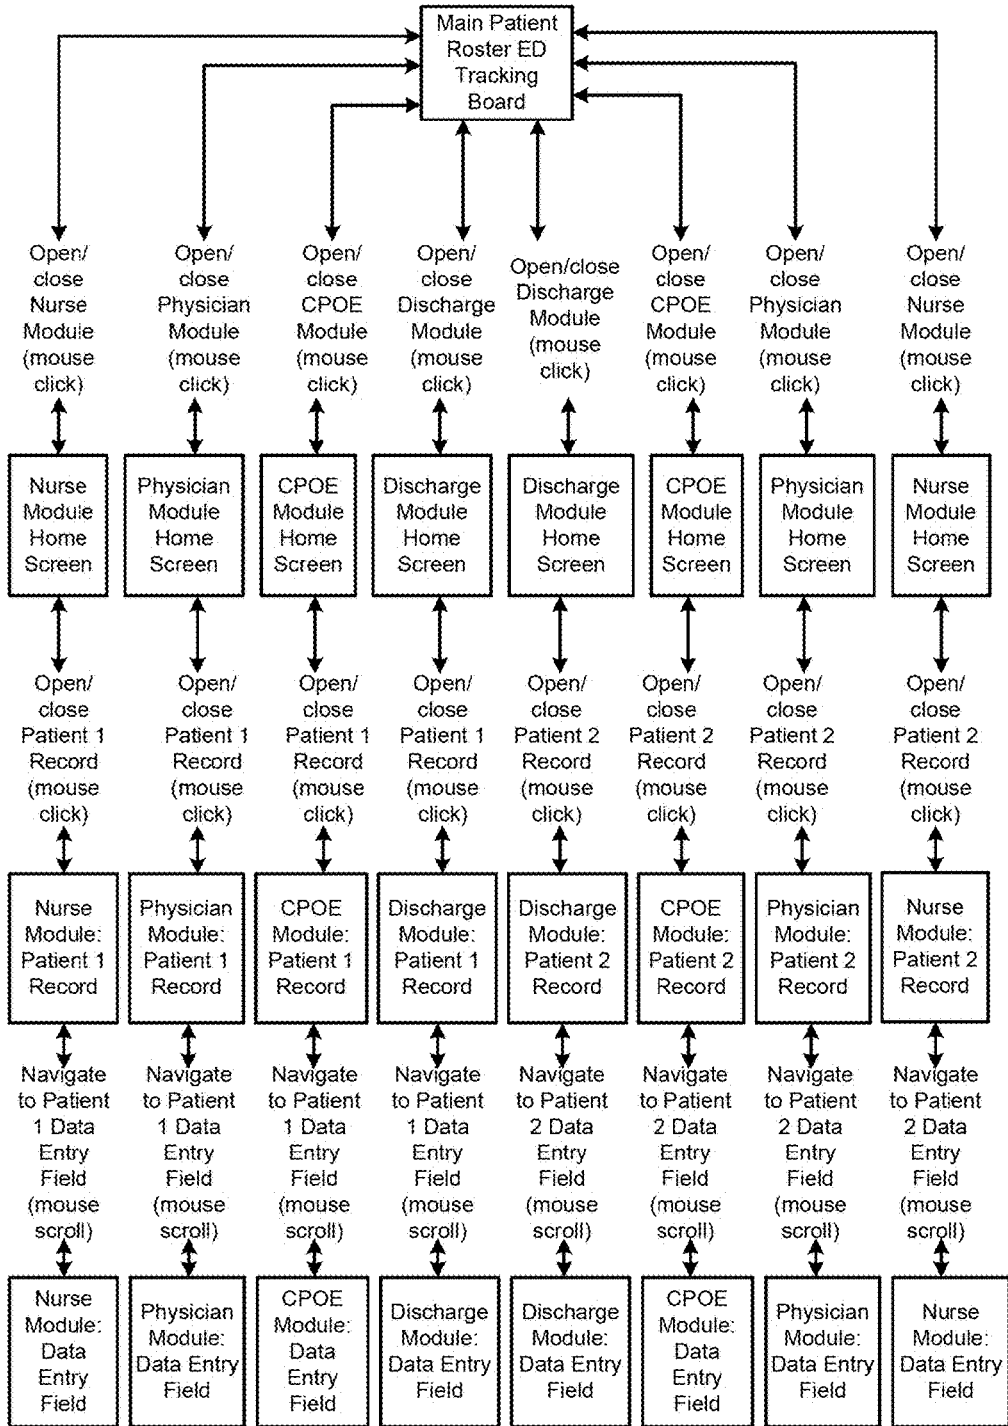 Main Patient
Roster ED
Tracking
Board
Open/
close
Nurse
Module
(mouse
click)
Open/
close
Physician
Module
(mouse
click)
Open/
close
CPOE
Module
(mouse
click)
Open/
close
Discharge
Module
(mouse
click)
Open/close
Discharge
Module
(mouse
click)
Open/
close
CPOE
Module
(mouse
click)
Open/
close
Physician
Module
(mouse
click)
Open/
close
Nurse
Module
(mouse
click)
Nurse
Module
Home
Screen
Physician
Module
Home
Screen
CPOE
Module
Home
Screen
Discharge
Module
Home
Screen
Discharge
Module
Home
Screen
CPOE
Module
Home
Screen
Physician
Module
Home
Screen
Nurse
Module
Home
Screen
Open/
close
Patient 1
Record
(mouse
click)
Open/
close
Patient 1
Record
(mouse
click)
Open/
close
Patient 1
Record
(mouse
click)
Open/
close
Patient 1
Record
(mouse
click)
Open/
close
Patient 2
Record
(mouse
click)
Open/
close
Patient 2
Record
(mouse
click)
Open/
close
Patient 2
Record
(mouse
click)
Open/
close
Patient 2
Record
(mouse
click)
Nurse
Module:
Patient 1
Record
Physician
Module:
Patient 1
Record
CPOE
Module:
Patient 1
Record
Discharge
Module:
Patient 1
Record
Discharge
Module:
Patient 2
Record
CPOE
Module:
Patient 2
Record
Physician
Module:
Patient 2
Record
Nurse
Module:
Patient 2
Record
Navigate
to Patient
1 Data
Entry
Field
(mouse
scroll)
Navigate
to Patient
1 Data
Entry
Field
(mouse
scroll)
Navigate
to Patient
1 Data
Entry
Field
(mouse
scroll)
Navigate
to Patient
1 Data
Entry
Field
(mouse
scroll)
Navigate
to Patient
2 Data
Entry
Field
(mouse
scroll)
Navigate
to Patient
2 Data
Entry
Field
(mouse
scroll)
Navigate
to Patient
2 Data
Entry
Field
(mouse
scroll)
Navigate
to Patient
2 Data
Entry
Field
(mouse
scroll)
Nurse
Module:
Data
Entry
Field
Physician
Module:
Data Entry
Field
CPOE
Module:
Data
Entry
Field
Discharge
Module:
Data Entry
Field
Discharge
Module:
Data Entry
Field
CPOE
Module:
Data
Entry
Field
Physician
Module:
Data Entry
Field
Nurse
Module:
Data Entry
Field